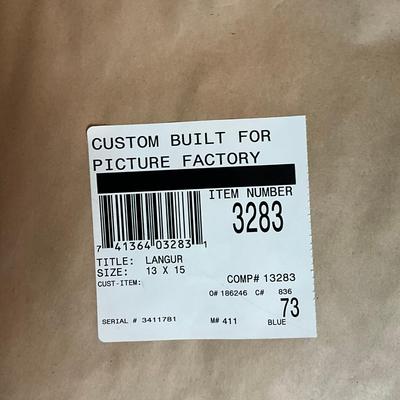 CUSTOM BUILT FOR
PICTURE FACTORY
ITEM NUMBER
3283
7 41364 03283 1
TITLE: LANGUR
SIZE: 13 X 15
CUST-ITEM:
COMP# 13283
O# 186246 C# 836
73
SERIAL # 3411781 M# 411 BLUE